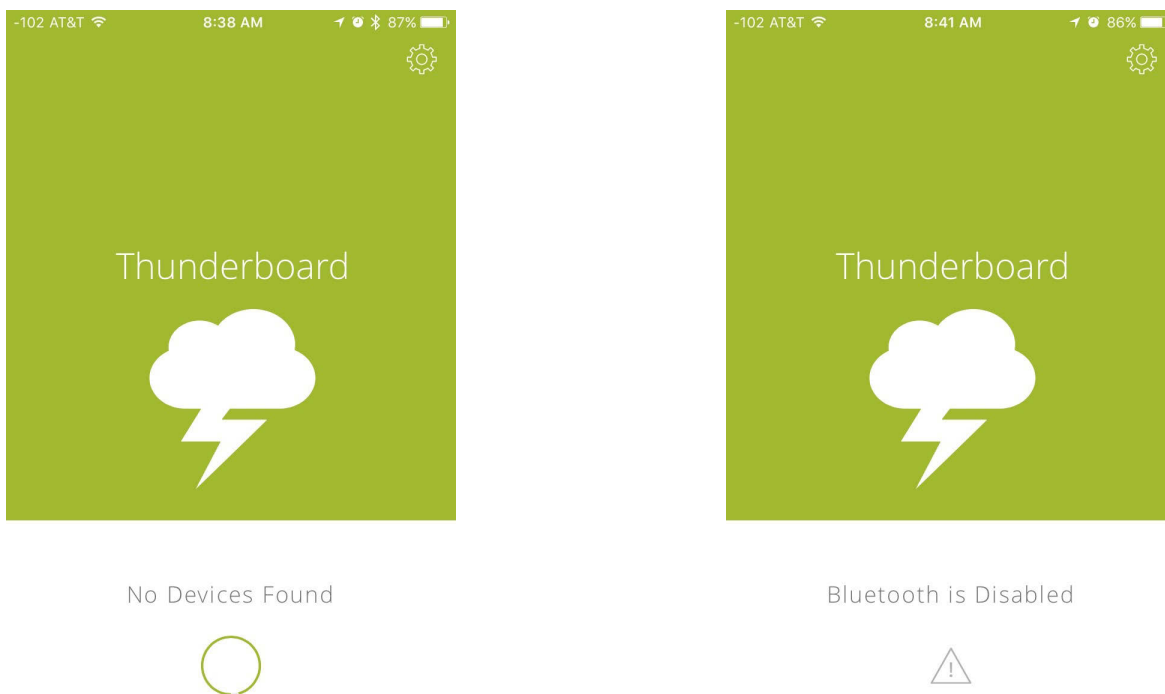 -102 AT&T 8:38 AM 87%
Thunderboard
No Devices Found
-102 AT&T 8:41 AM 86%
Thunderboard
Bluetooth is Disabled
!